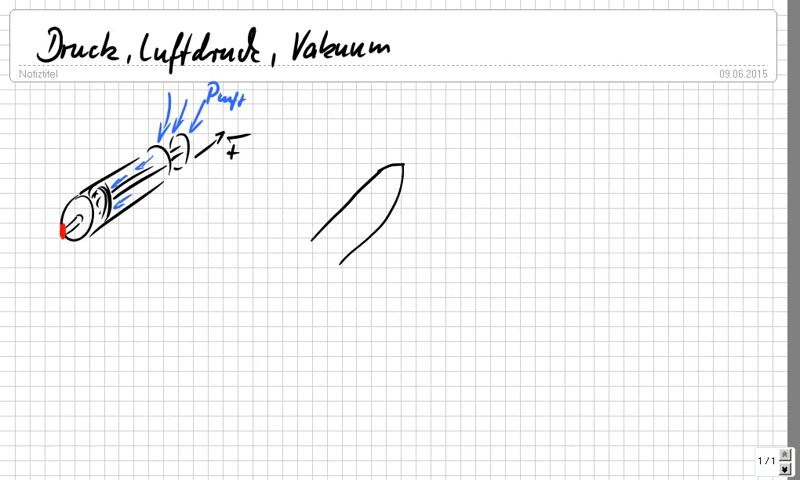 Druck, Luftdruck, Vakuum
Notiztitel
09.06.2015
PLuft
F
1/1